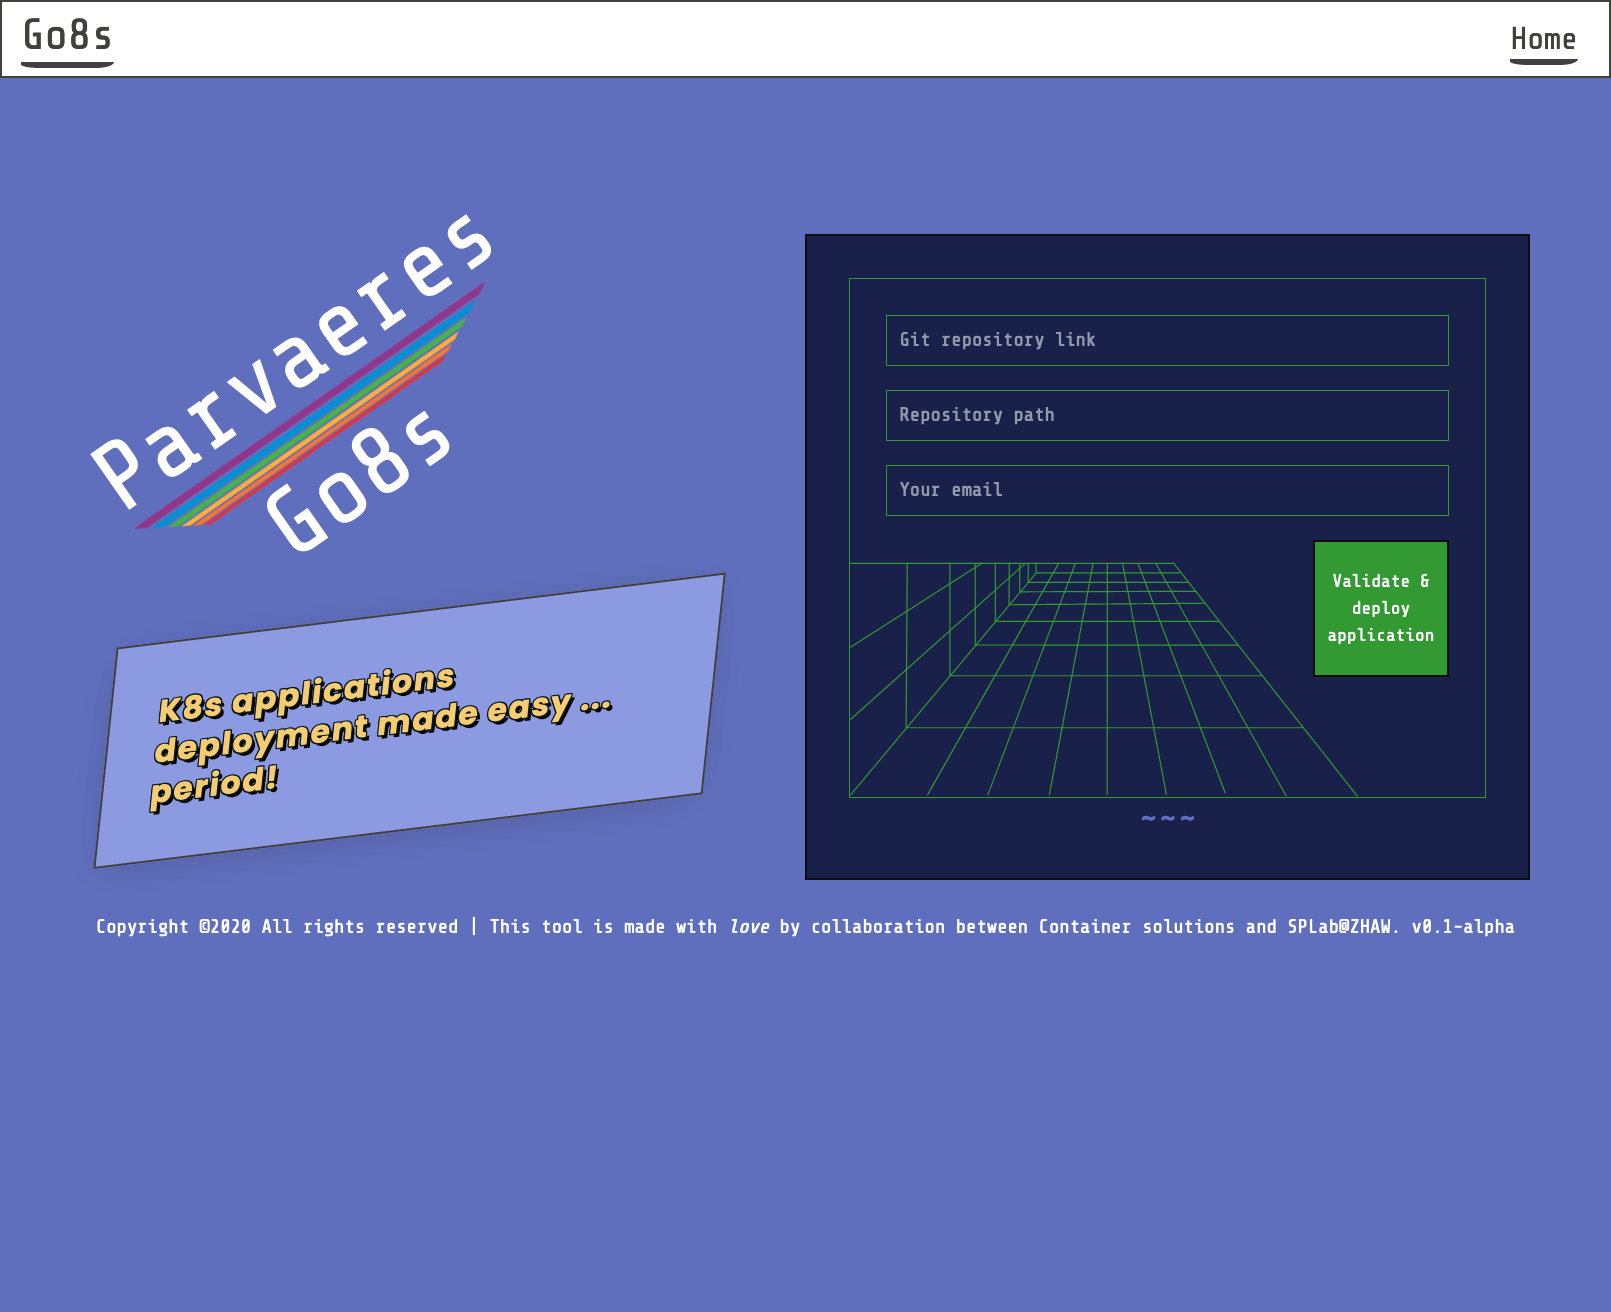 Go8s
Home
Parvaeres
Go8s
K8s applications
deployment made easy ...
period!
Git repository link
Repository path
Your email
Validate &
deploy
application
~~~
Copyright ©2020 All rights reserved | This tool is made with love by collaboration between Container solutions and SPLab@ZHAW. v0.1-alpha